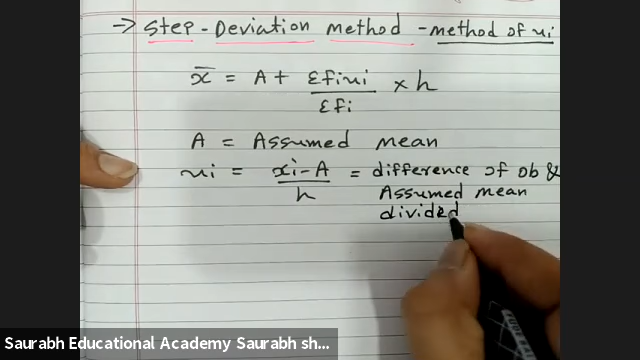 → Step-Deviation method - method of ui
x̄ = A + Σfiui / Σfi × h
A = Assumed mean
ui = xi-A / h = difference of ob &
Assumed mean
divided
Saurabh Educational Academy Saurabh sh...